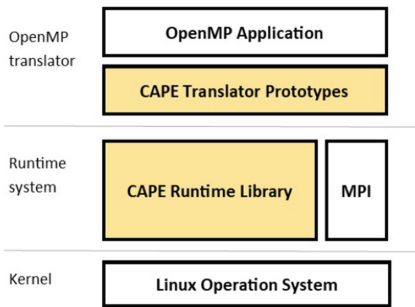 OpenMP
translator
OpenMP Application
CAPE Translator Prototypes
Runtime
system
CAPE Runtime Library
MPI
Kernel
Linux Operation System